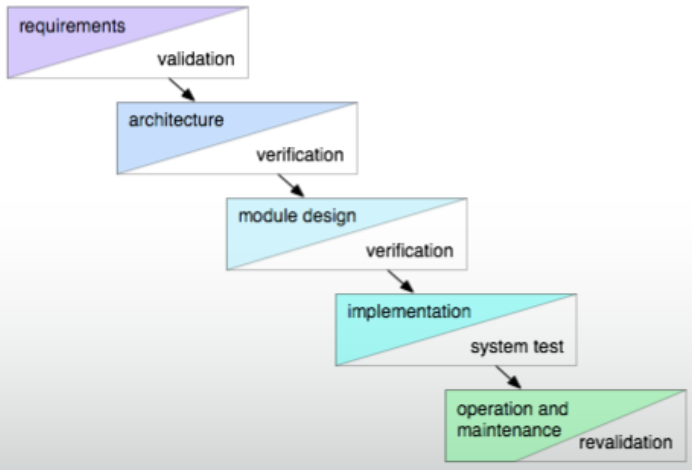 requirements
validation
architecture
verification
module design
verification
implementation
system test
operation and
maintenance
revalidation